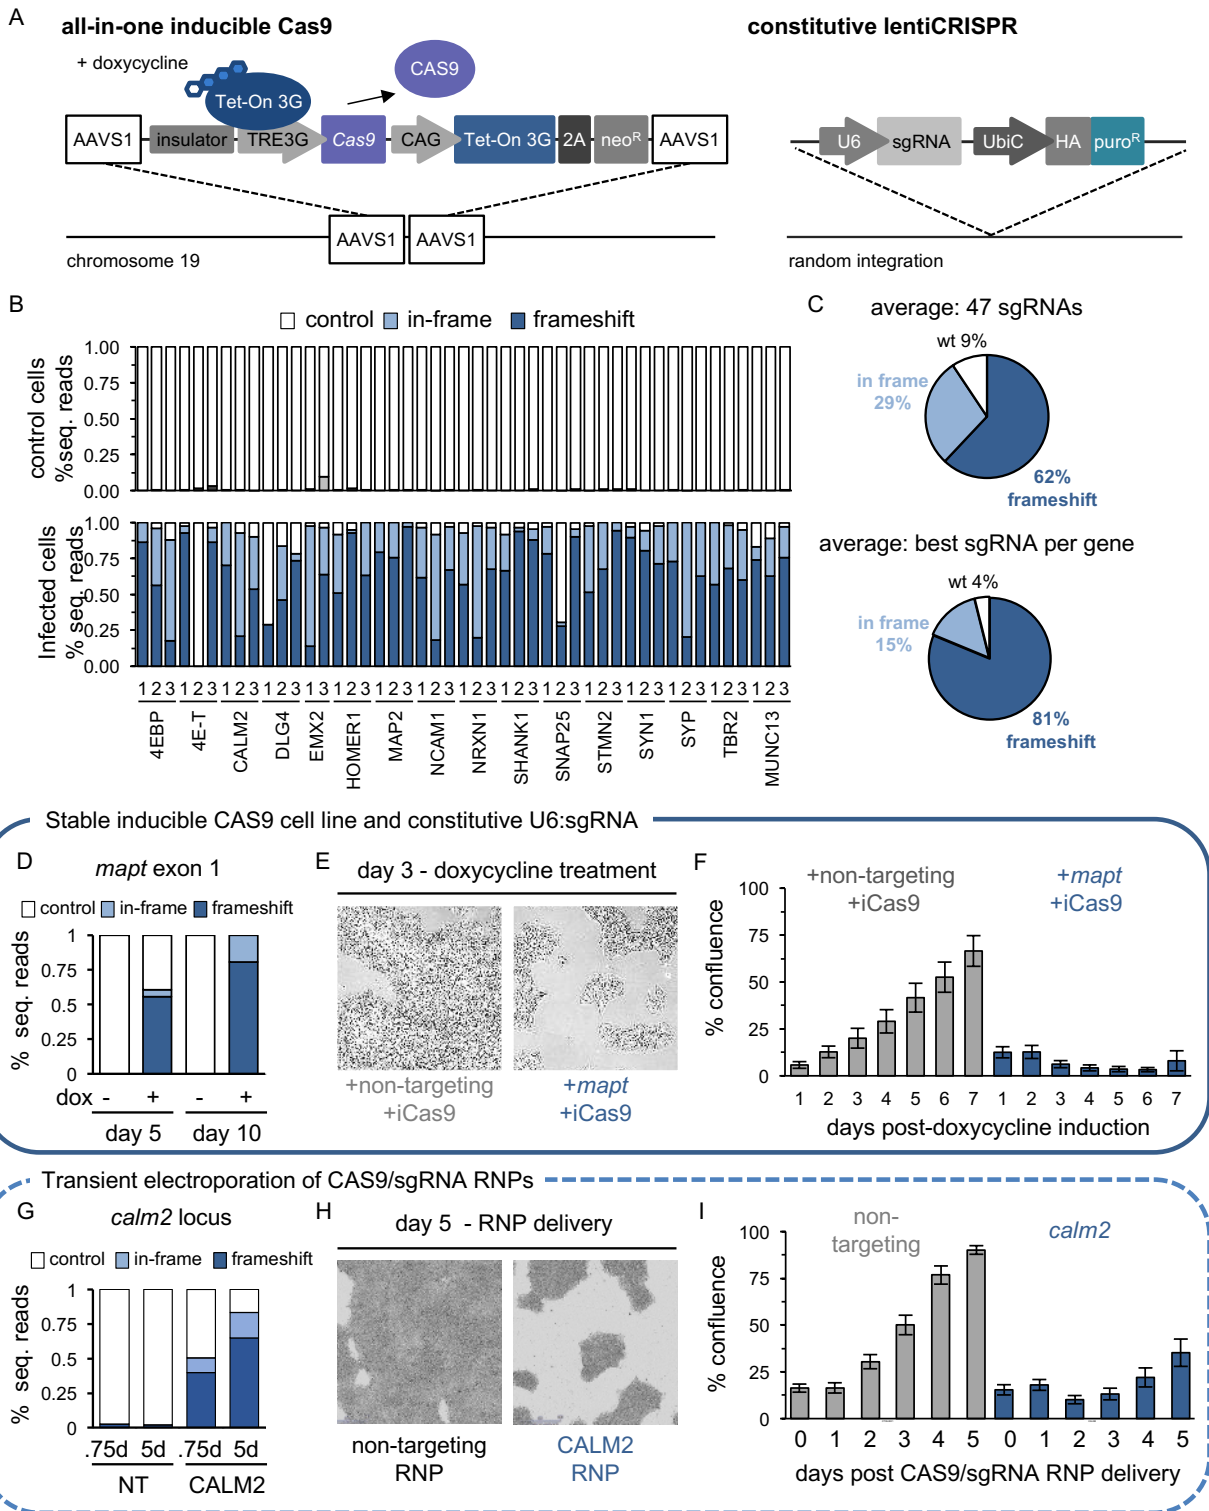 A
all-in-one inducible Cas9
constitutive lentiCRISPR
+ doxycycline
CAS9
Tet-On 3G
AAVS1 insulator TRE3G Cas9 CAG Tet-On 3G 2A neoR AAVS1
U6 sgRNA UbiC HA puroR
AAVS1 AAVS1
chromosome 19
random integration
B
control in-frame frameshift
control cells
%seq. reads
1.00
0.75
0.50
0.25
0.00
Infected cells
% seq. reads
1.00
0.75
0.50
0.25
0.00
1 2 3 1 2 3 1 2 3 1 2 3 1 2 3 1 2 3 1 2 3 1 2 3 1 2 3 1 2 3 1 2 3 1 2 3 1 2 3 1 2 3 1 2 3 1 2 3
4EBP
4E-T
CALM2
DLG4
EMX2
HOMER1
MAP2
NCAM1
NRXN1
SHANK1
SNAP25
STMN2
SYN1
SYP
TBR2
MUNC13
C
average: 47 sgRNAs
wt 9%
in frame
29%
62%
frameshift
average: best sgRNA per gene
wt 4%
in frame
15%
81%
frameshift
Stable inducible CAS9 cell line and constitutive U6:sgRNA
D
mapt exon 1
control in-frame frameshift
% seq. reads
1
0.75
0.5
0.25
0
dox - + - +
day 5 day 10
E
day 3 - doxycycline treatment
+non-targeting
+iCas9
+mapt
+iCas9
F
+non-targeting
+iCas9
+mapt
+iCas9
% confluence
100
75
50
25
0
1 2 3 4 5 6 7 1 2 3 4 5 6 7
days post-doxycycline induction
Transient electroporation of CAS9/sgRNA RNPs
G
calm2 locus
control in-frame frameshift
% seq. reads
1
0.75
0.5
0.25
0
.75d 5d .75d 5d
NT CALM2
H
day 5 - RNP delivery
non-targeting
RNP
CALM2
RNP
I
non-
targeting
calm2
% confluence
100
75
50
25
0
0 1 2 3 4 5 0 1 2 3 4 5
days post CAS9/sgRNA RNP delivery